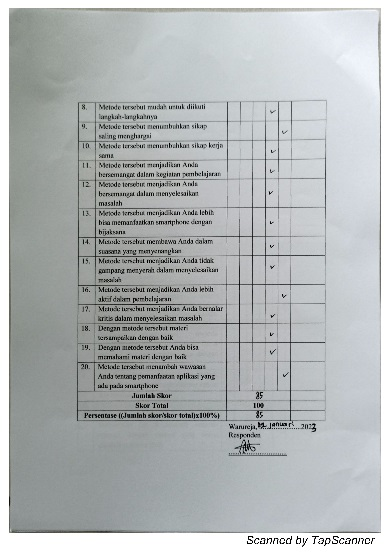 8. Metode tersebut mudah untuk diikuti
langkah-langkahnya
9. Metode tersebut menumbuhkan sikap
saling menghargai
10. Metode tersebut menumbuhkan sikap kerja
sama
11. Metode tersebut menjadikan Anda
bersemangat dalam kegiatan pembelajaran
12. Metode tersebut menjadikan Anda
bersemangat dalam menyelesaikan
masalah
13. Metode tersebut menjadikan Anda lebih
bisa memanfaatkan smartphone dengan
bijaksana
14. Metode tersebut membawa Anda dalam
suasana yang menyenangkan
15. Metode tersebut menjadikan Anda tidak
gampang menyerah dalam menyelesaikan
masalah
16. Metode tersebut menjadikan Anda lebih
aktif dalam pembelajaran
17. Metode tersebut menjadikan Anda bernalar
kritis dalam menyelesaikan masalah
18. Dengan metode tersebut materi
tersampaikan dengan baik
19. Dengan metode tersebut Anda bisa
memahami materi dengan baik
20. Metode tersebut menambah wawasan
Anda tentang pemanfaatan aplikasi yang
ada pada smartphone
Jumlah Skor 85
Skor Total 100
Persentase ((Jumlah skor/skor total)x100%) 85
Warureja, Januari 2023
Responden
Scanned by TapScanner